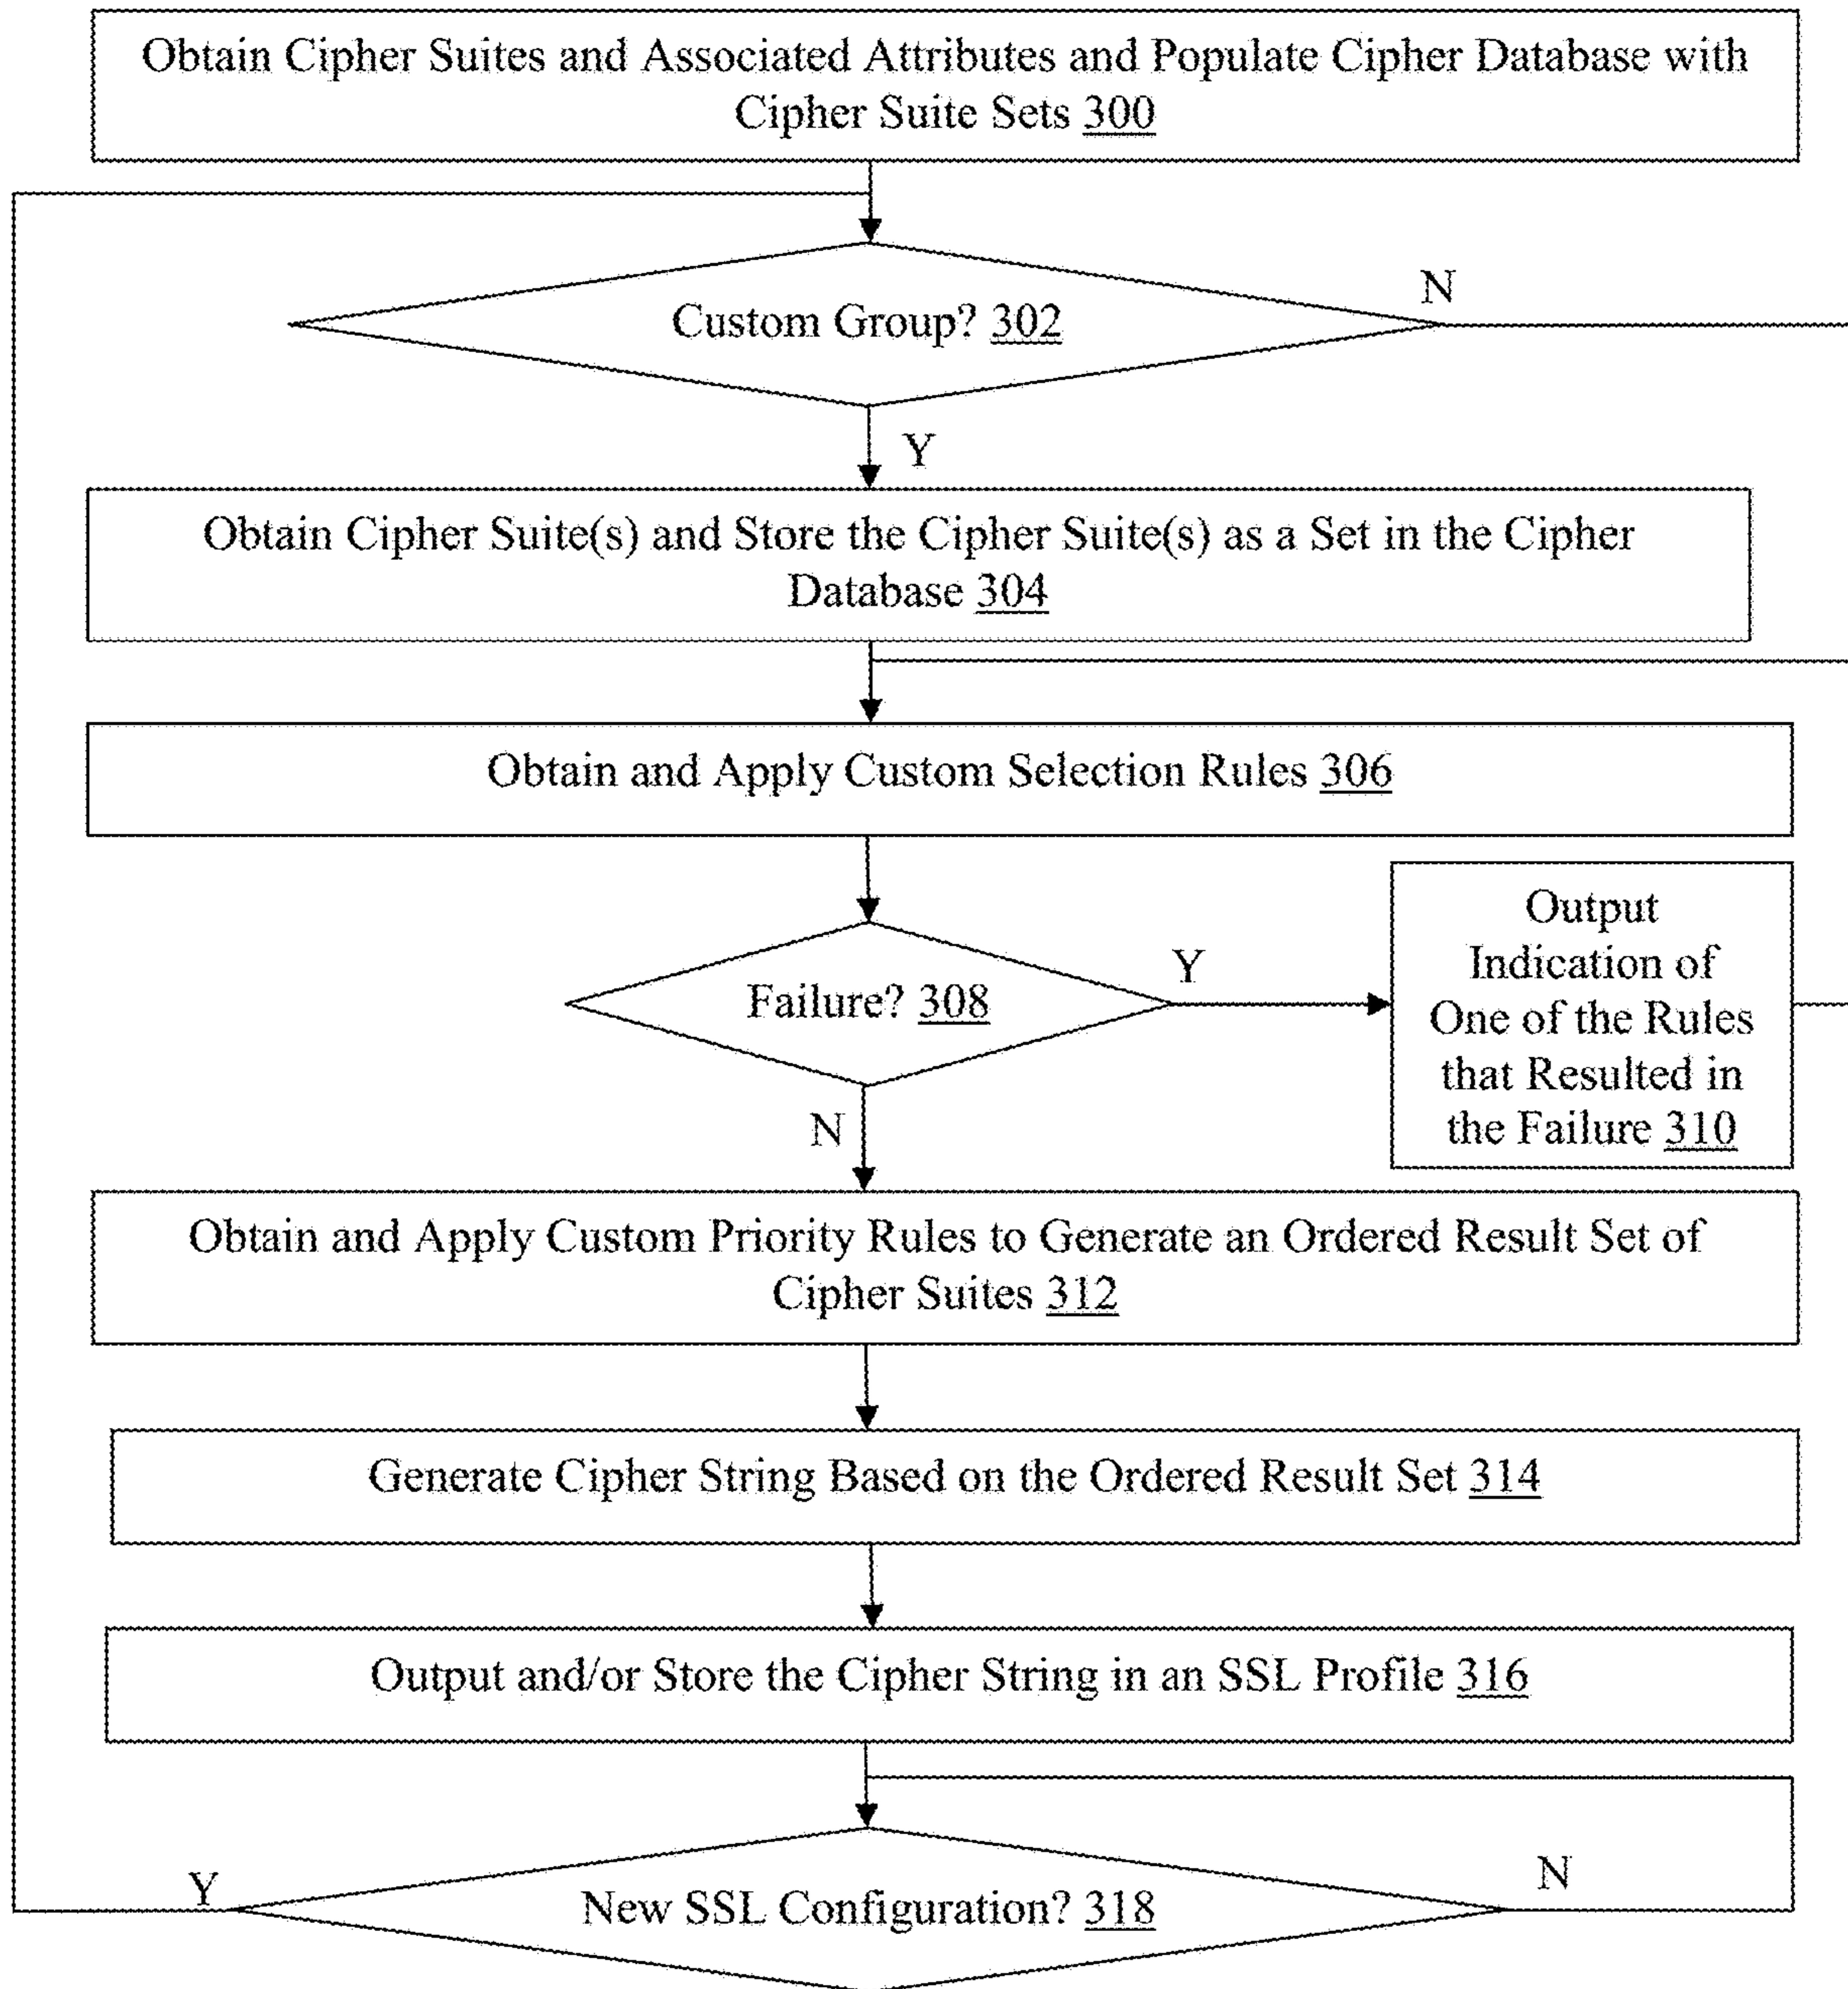 Obtain Cipher Suites and Associated Attributes and Populate Cipher Database with
Cipher Suite Sets 300
Custom Group? 302
N
Y
Obtain Cipher Suite(s) and Store the Cipher Suite(s) as a Set in the Cipher
Database 304
Obtain and Apply Custom Selection Rules 306
Failure? 308
Y
Output
Indication of
One of the Rules
that Resulted in
the Failure 310
N
Obtain and Apply Custom Priority Rules to Generate an Ordered Result Set of
Cipher Suites 312
Generate Cipher String Based on the Ordered Result Set 314
Output and/or Store the Cipher String in an SSL Profile 316
Y
New SSL Configuration? 318
N